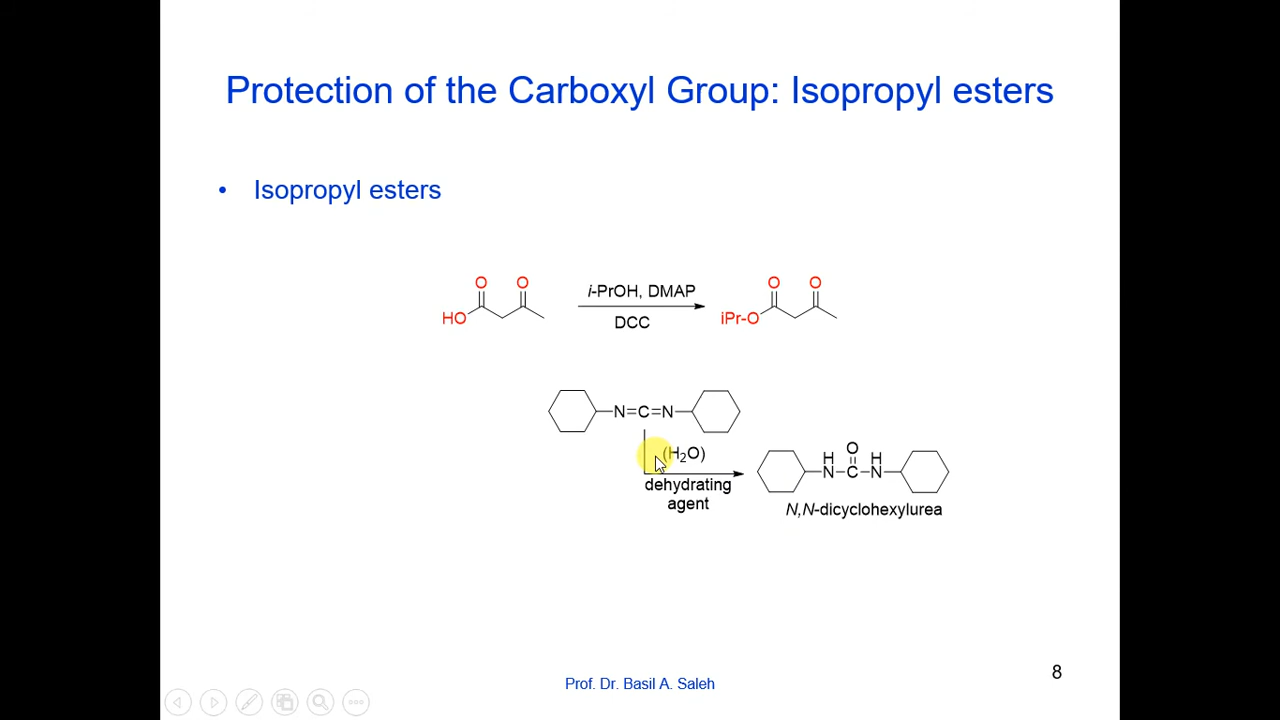 Protection of the Carboxyl Group: Isopropyl esters
• Isopropyl esters
O O
HO
i-PrOH, DMAP
DCC
O O
iPr-O
N=C=N
(H₂O)
dehydrating
agent
H O H
N C N
N,N-dicyclohexylurea
Prof. Dr. Basil A. Saleh
8